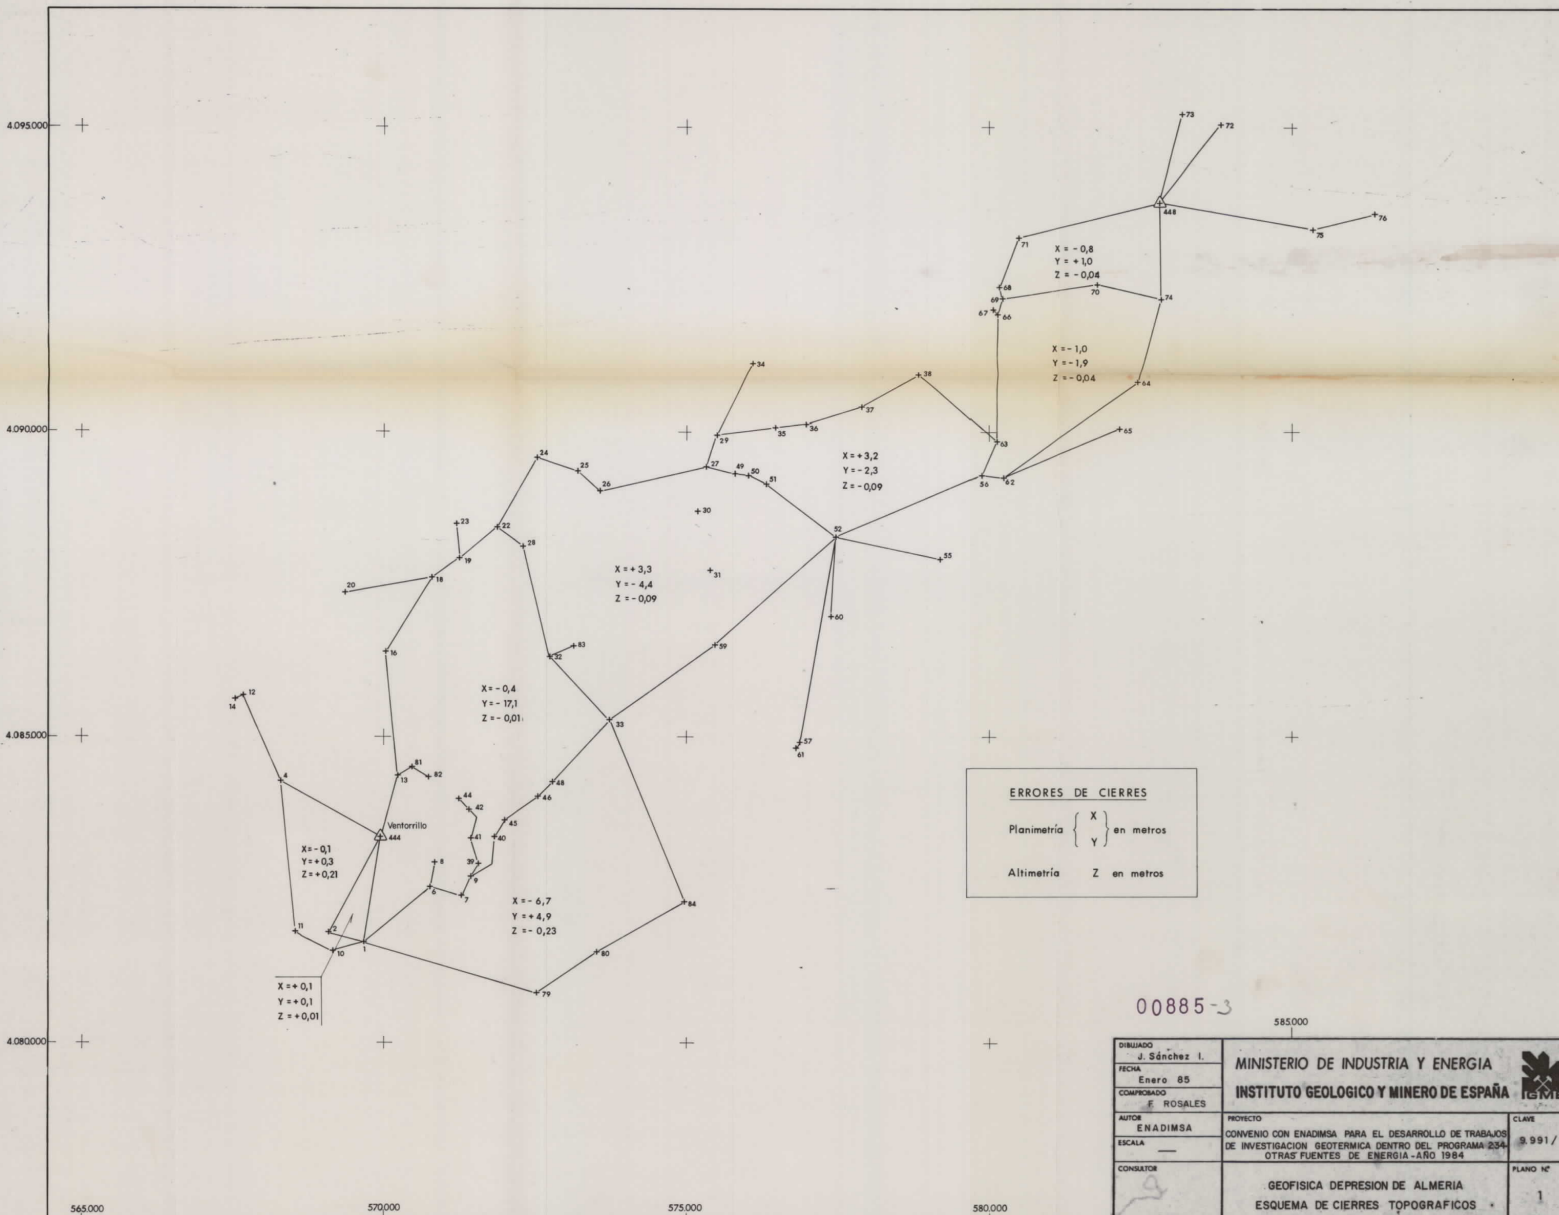 4.095.000
73
72
448
76
75
71
X = - 0,8
Y = + 1,0
Z = - 0,04
68
70
69
74
67
66
X = - 1,0
Y = - 1,9
Z = - 0,04
34
38
64
37
4.090.000
65
35
36
29
63
24
X = + 3,2
Y = - 2,3
Z = - 0,09
25
27
49
50
51
26
56
62
30
23
22
52
28
19
55
X = + 3,3
Y = - 4,4
Z = - 0,09
31
18
20
60
83
59
16
32
X = - 0,4
Y = - 17,1
Z = - 0,01
12
14
33
4.085.000
57
61
81
13
82
4
48
44
46
42
45
Ventorrillo
444
41
40
X = - 0,1
Y = + 0,3
Z = + 0,21
8
39
9
6
7
X = - 6,7
Y = + 4,9
Z = - 0,23
84
11
2
10
1
80
79
X = + 0,1
Y = + 0,1
Z = + 0,01
ERRORES DE CIERRES
Planimetría { X Y } en metros
Altimetría Z en metros
4.080.000
00885-3
585.000
DIBUJADO
J. Sánchez I.
FECHA
Enero 85
COMPROBADO
F. ROSALES
AUTOR
ENADIMSA
ESCALA
—
CONSULTOR
MINISTERIO DE INDUSTRIA Y ENERGIA
INSTITUTO GEOLOGICO Y MINERO DE ESPAÑA
IGME
PROYECTO
CONVENIO CON ENADIMSA PARA EL DESARROLLO DE TRABAJOS
DE INVESTIGACION GEOTERMICA DENTRO DEL PROGRAMA 234-
OTRAS FUENTES DE ENERGIA - AÑO 1984
CLAVE
9.991/
GEOFISICA DEPRESION DE ALMERIA
ESQUEMA DE CIERRES TOPOGRAFICOS
PLANO Nº
1
565.000
570.000
575.000
580.000